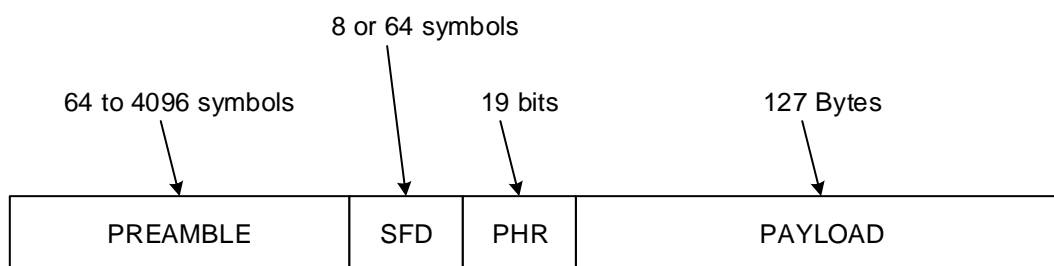 8 or 64 symbols
64 to 4096 symbols
19 bits
127 Bytes
PREAMBLE
SFD
PHR
PAYLOAD